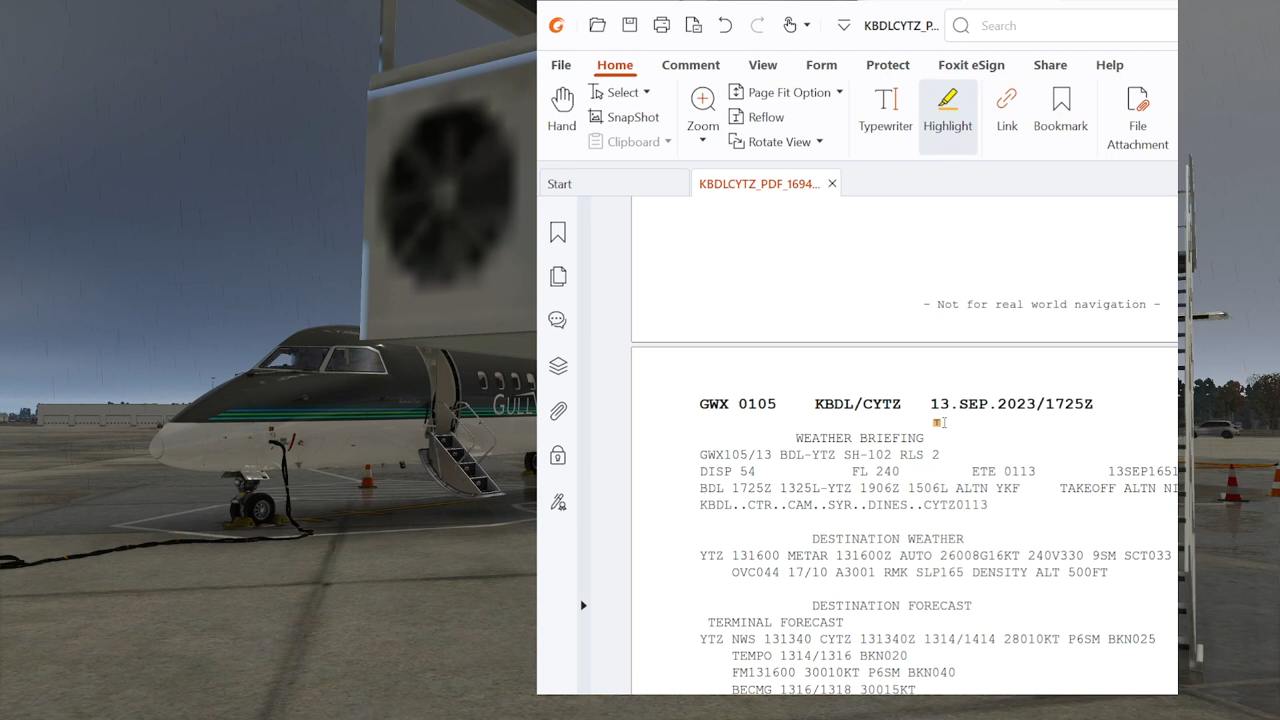 KBDLCYTZ_P...
Search
File Home Comment View Form Protect Foxit eSign Share Help
Hand
Select
SnapShot
Clipboard
Zoom
Page Fit Option
Reflow
Rotate View
Typewriter
Highlight
Link
Bookmark
File
Attachment
Start
KBDLCYTZ_PDF_1694...
- Not for real world navigation -
GWX 0105 KBDL/CYTZ 13.SEP.2023/1725Z
WEATHER BRIEFING
GWX105/13 BDL-YTZ SH-102 RLS 2
DISP 54 FL 240 ETE 0113 13SEP1651
BDL 1725Z 1325L-YTZ 1906Z 1506L ALTN YKF TAKEOFF ALTN NI
KBDL..CTR..CAM..SYR..DINES..CYTZ0113
DESTINATION WEATHER
YTZ 131600 METAR 131600Z AUTO 26008G16KT 240V330 9SM SCT033
OVC044 17/10 A3001 RMK SLP165 DENSITY ALT 500FT
DESTINATION FORECAST
TERMINAL FORECAST
YTZ NWS 131340 CYTZ 131340Z 1314/1414 28010KT P6SM BKN025
TEMPO 1314/1316 BKN020
FM131600 30010KT P6SM BKN040
BECMG 1316/1318 30015KT